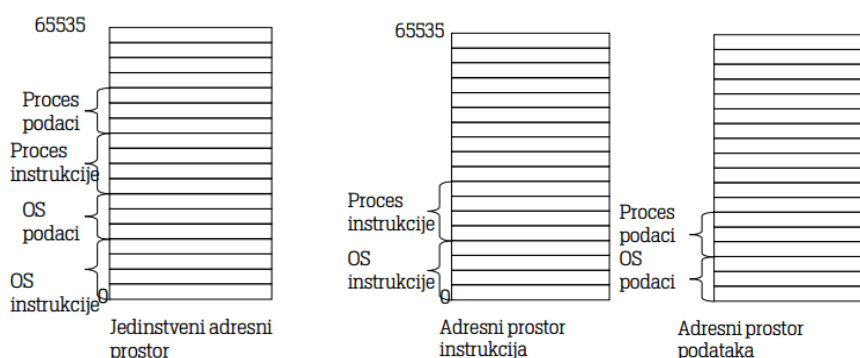 65535
Proces
podaci
Proces
instrukcije
OS
podaci
OS
instrukcije
0
Jedinstveni adresni
prostor
65535
Proces
instrukcije
OS
instrukcije
0
Adresni prostor
instrukcija
Proces
podaci
OS
podaci
Adresni prostor
podataka